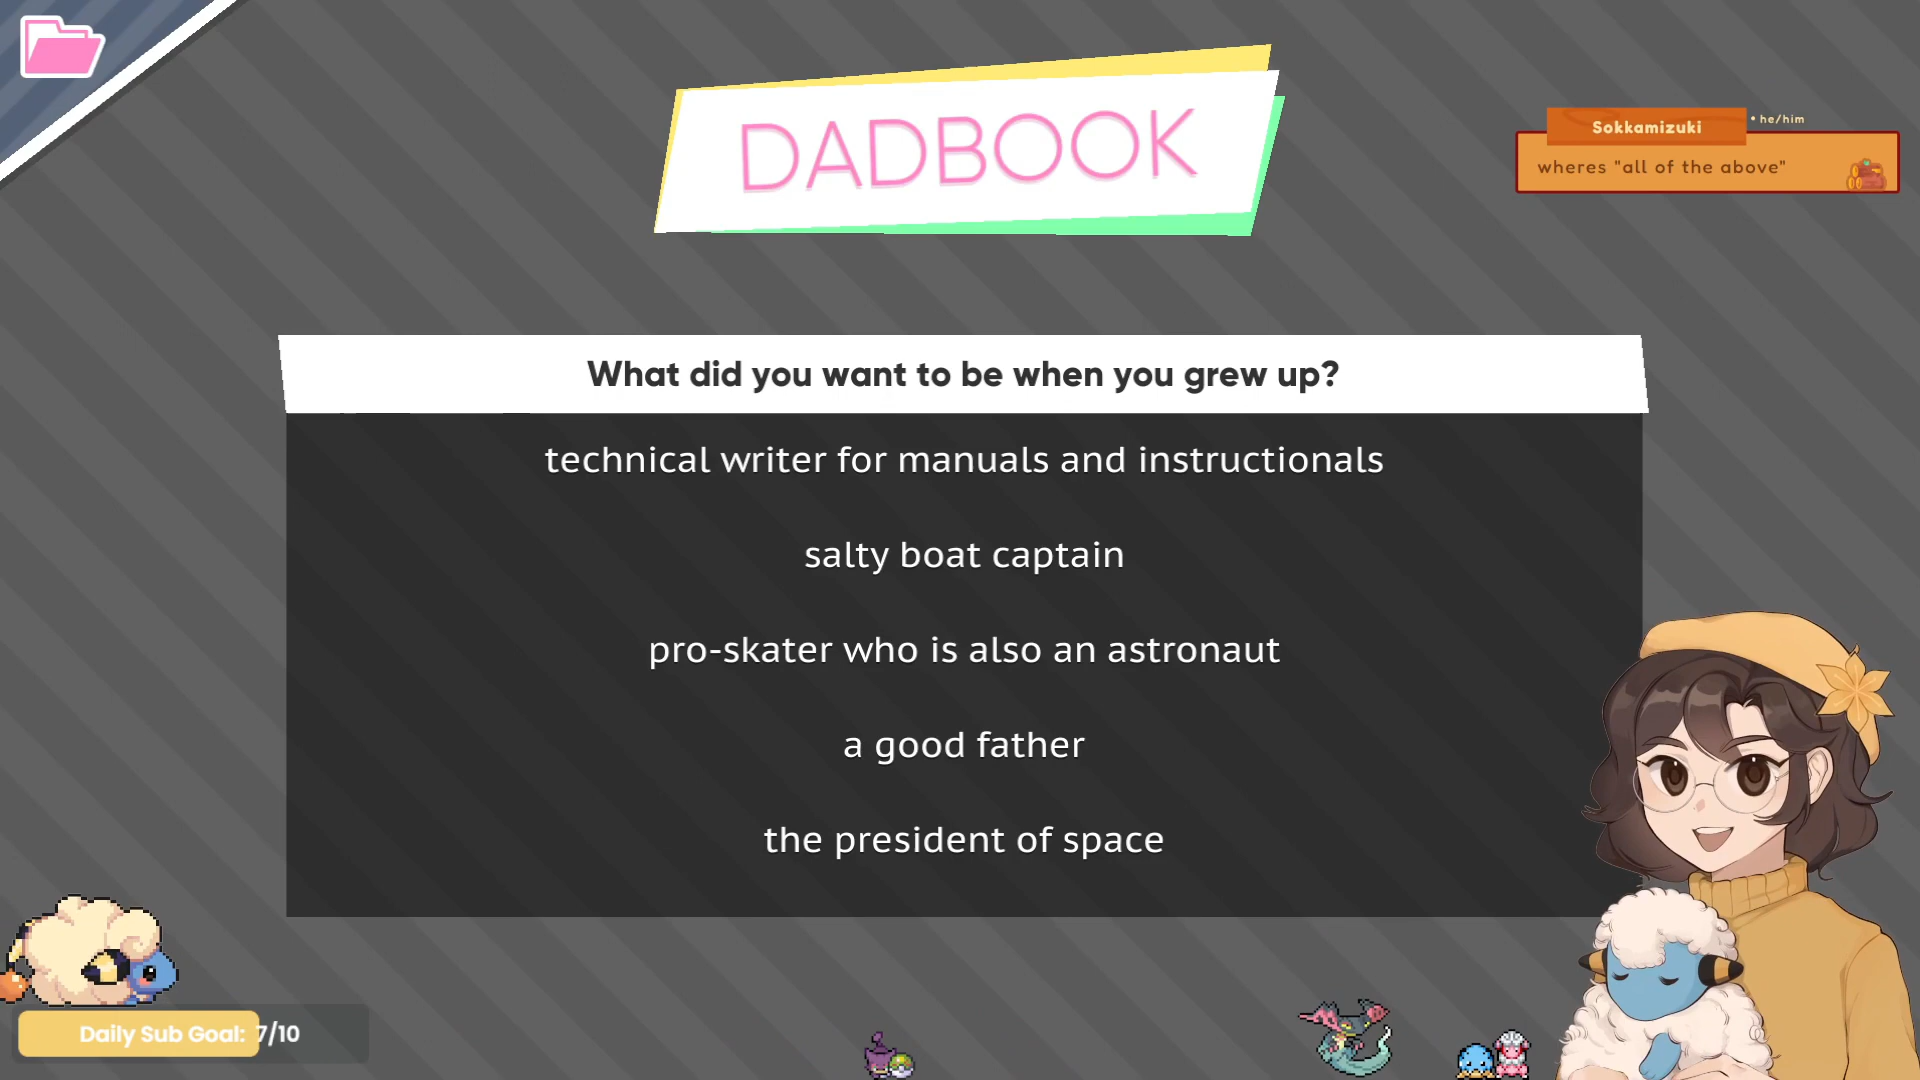 DADBOOK
Sokkamizuki
• he/him
wheres "all of the above"
What did you want to be when you grew up?
technical writer for manuals and instructionals
salty boat captain
pro-skater who is also an astronaut
a good father
the president of space
Daily Sub Goal: 7/10